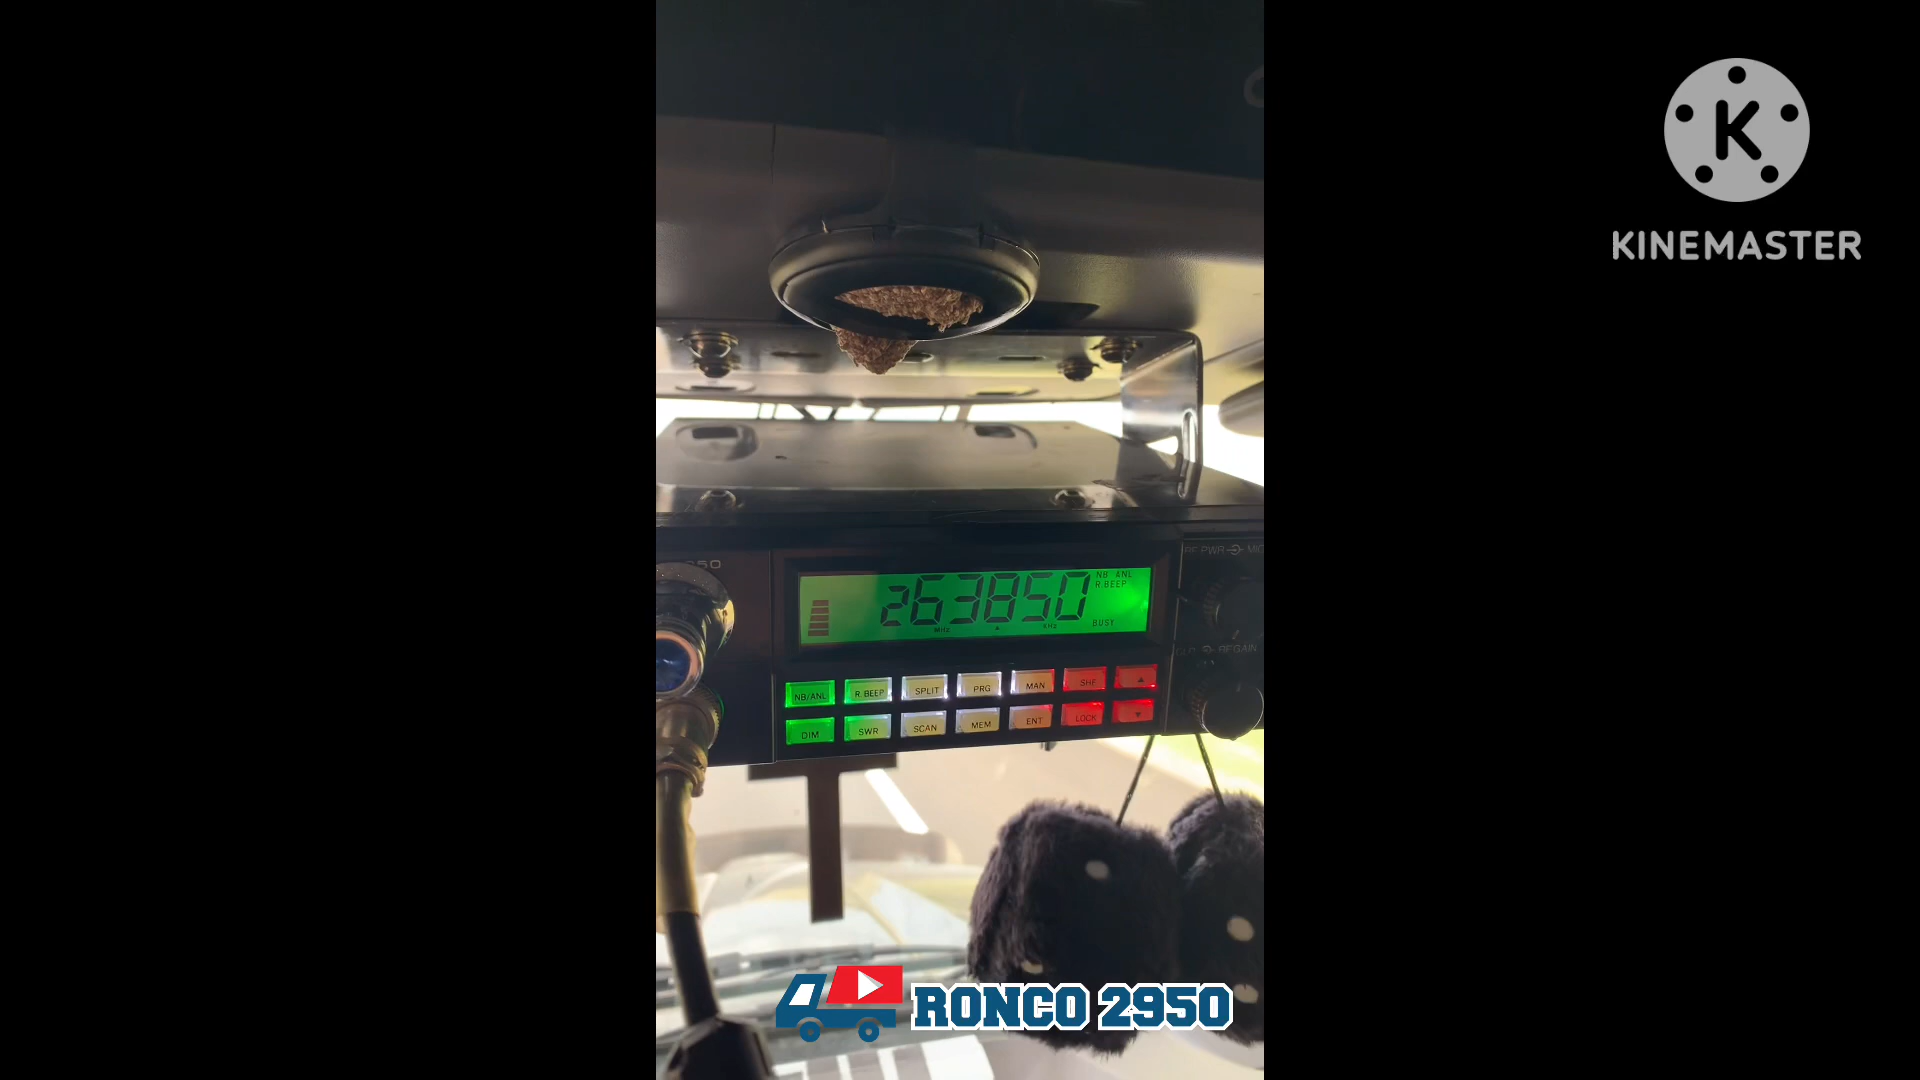 K
KINEMASTER
RF PWR
NB ANL
R.BEEP
263850
MHz
KHz
BUSY
RF GAIN
NB/ANL R.BEEP SPLIT PRG MAN SHF ▲
DIM SWR SCAN MEM ENT LOCK ▼
RONCO 2950